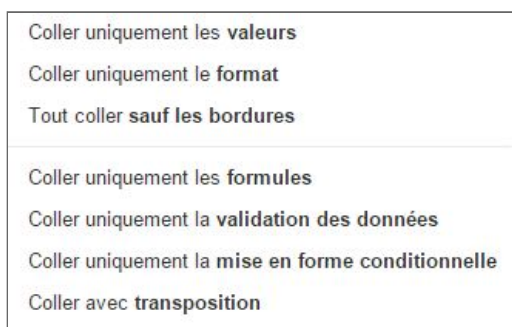 Coller uniquement les valeurs
Coller uniquement le format
Tout coller sauf les bordures
Coller uniquement les formules
Coller uniquement la validation des données
Coller uniquement la mise en forme conditionnelle
Coller avec transposition